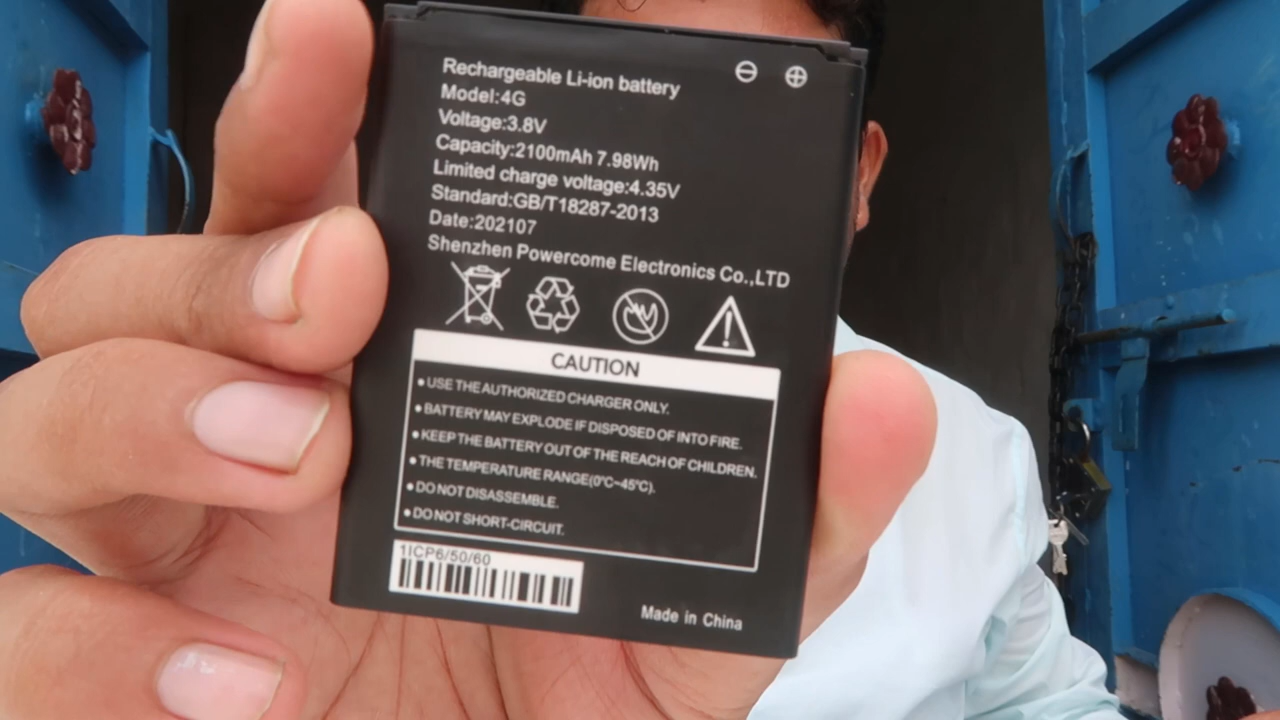 Rechargeable Li-ion battery
Model:4G
Voltage:3.8V
Capacity:2100mAh 7.98Wh
Limited charge voltage:4.35V
Standard:GB/T18287-2013
Date:202107
Shenzhen Powercome Electronics Co.,LTD
CAUTION
• USE THE AUTHORIZED CHARGER ONLY.
• BATTERY MAY EXPLODE IF DISPOSED OF INTO FIRE.
• KEEP THE BATTERY OUT OF THE REACH OF CHILDREN.
• THE TEMPERATURE RANGE(0℃~45℃).
• DO NOT DISASSEMBLE.
• DO NOT SHORT-CIRCUIT.
1ICP6/50/60
Made in China